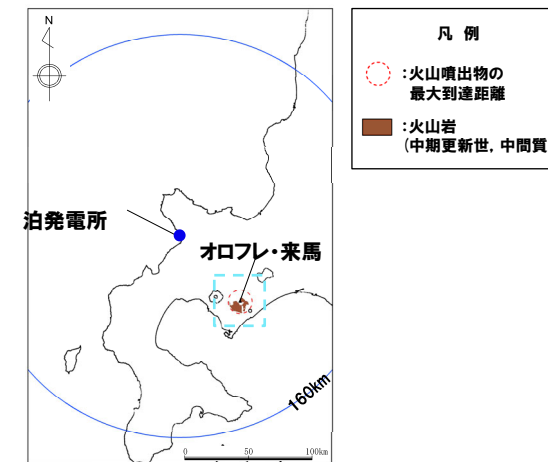 N
凡 例
:火山噴出物の
最大到達距離
:火山岩
(中期更新世,中間質
泊発電所
オロフレ・来馬
160km
0 50 100km